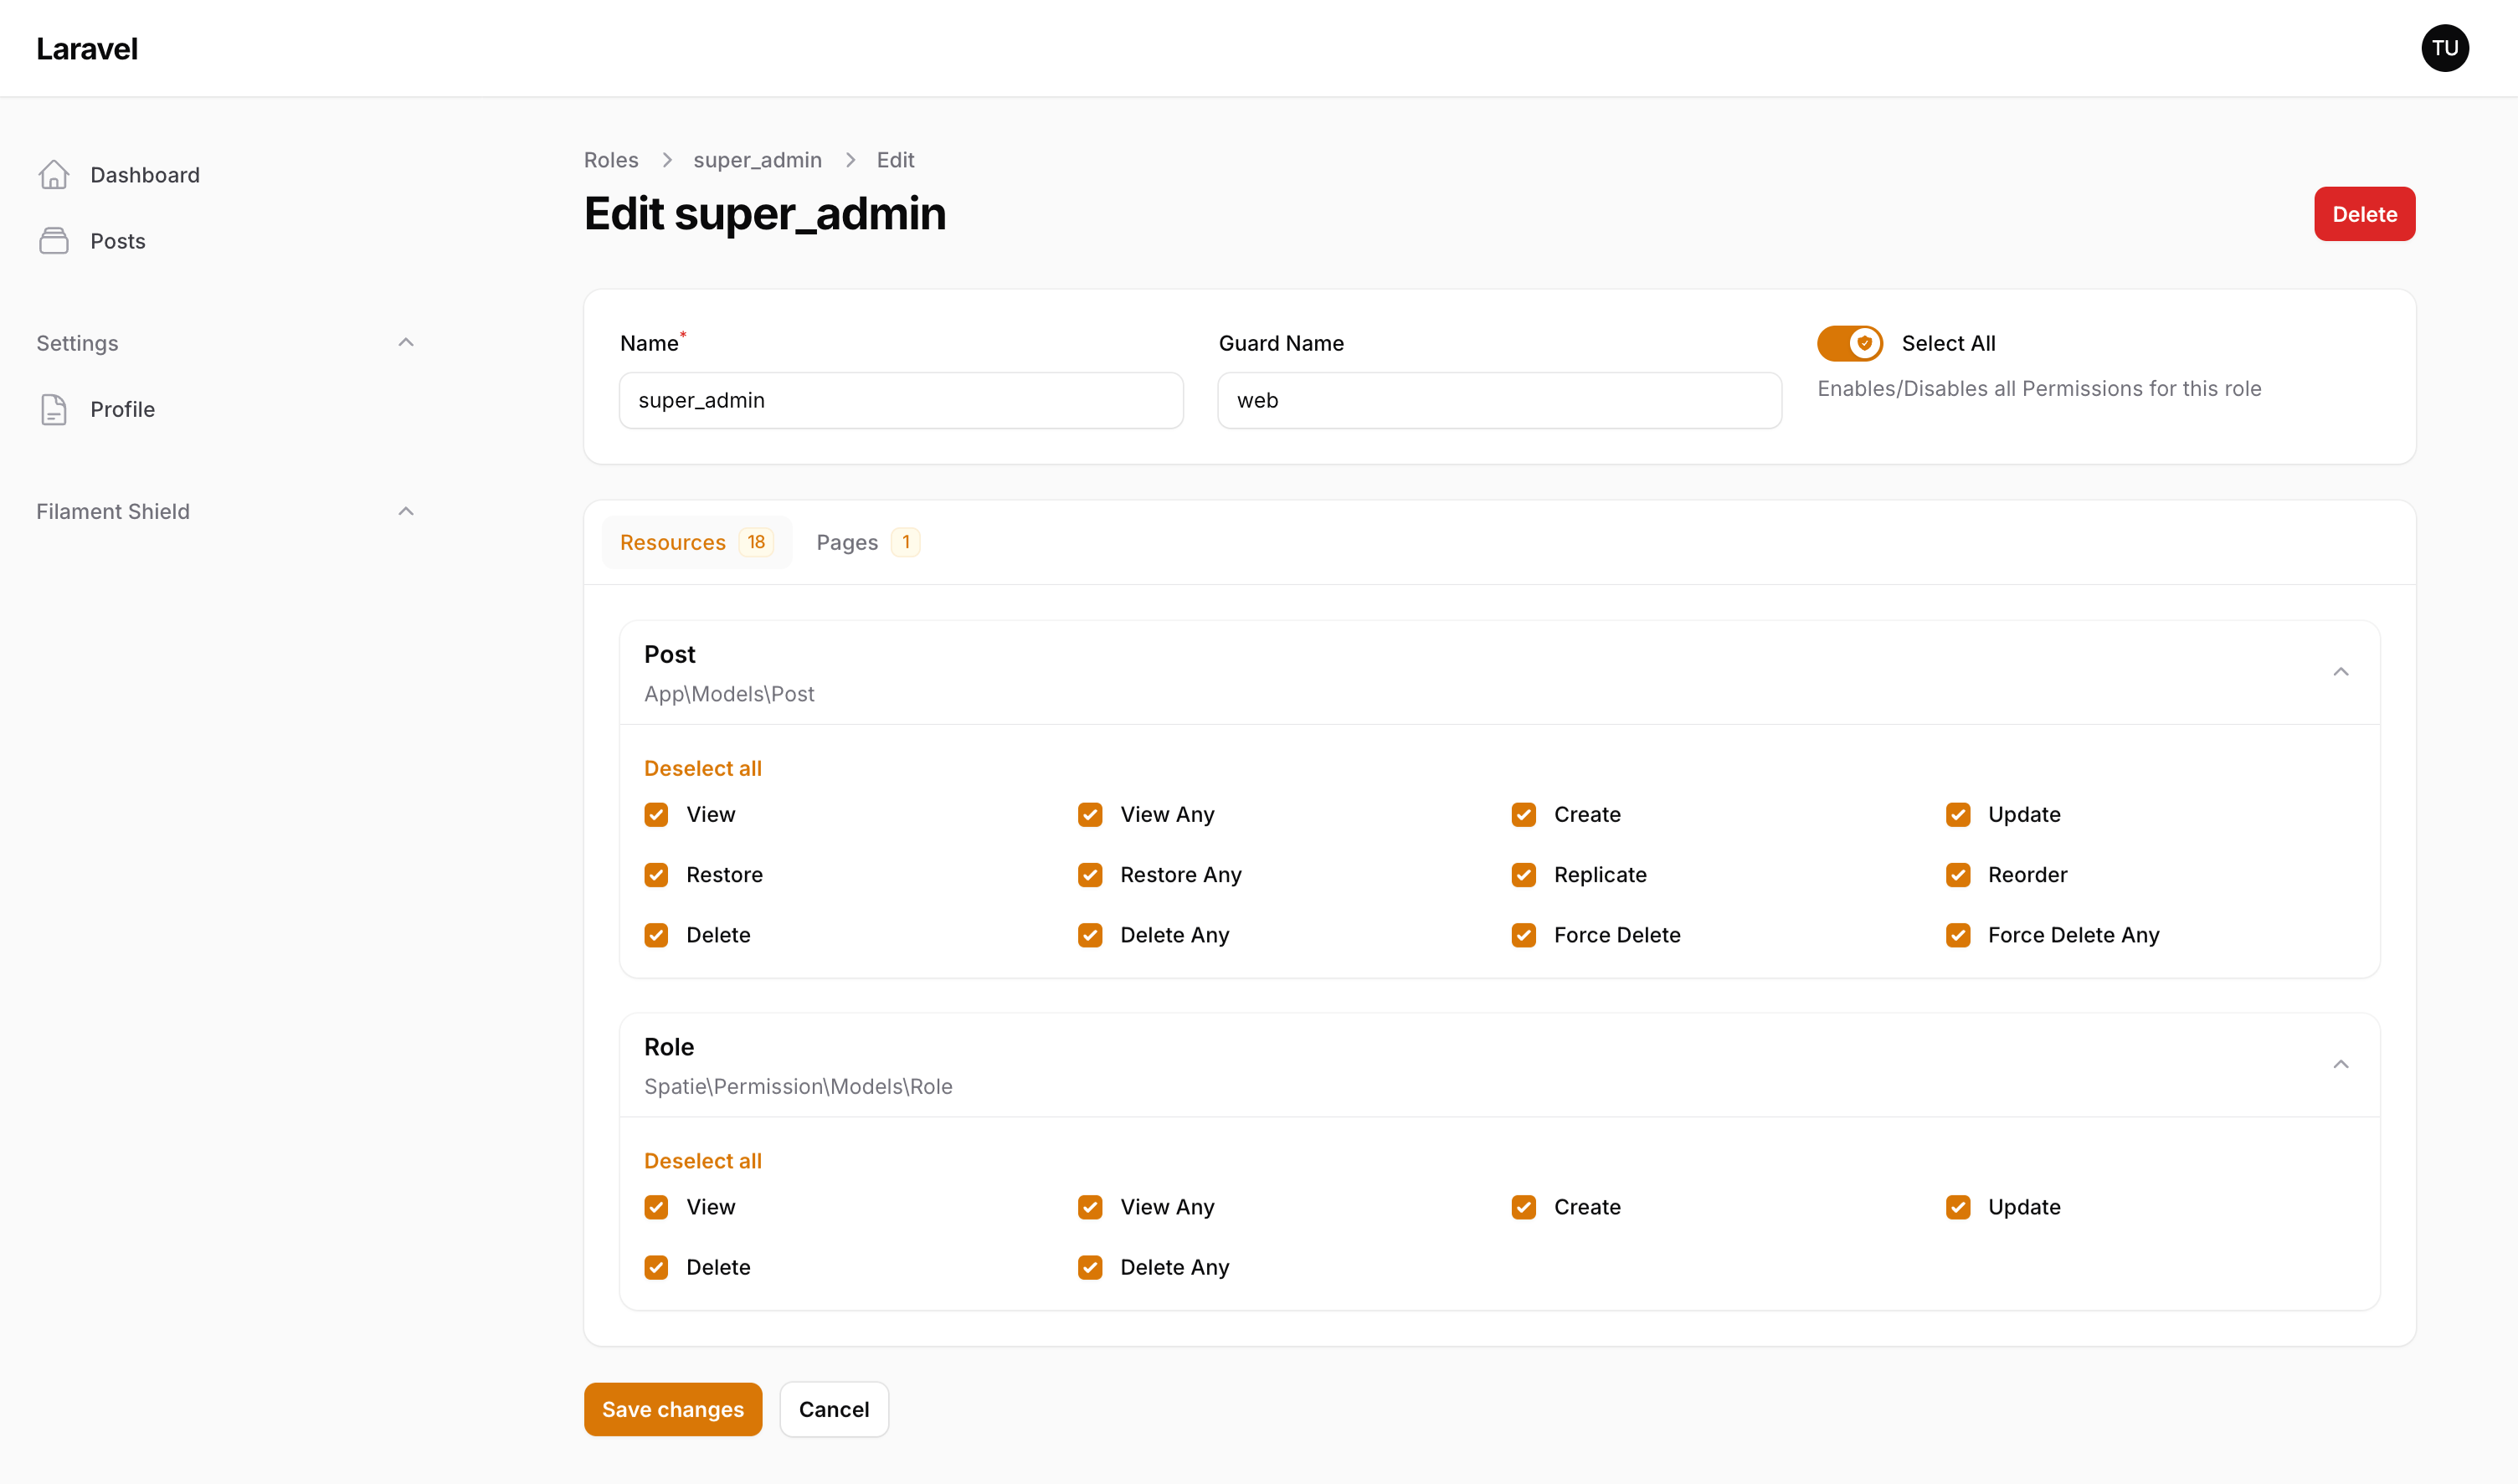 Laravel
TU
Dashboard
Posts
Settings
Profile
Filament Shield
Roles > super_admin > Edit
Edit super_admin
Delete
Name*
Guard Name
Select All
super_admin
web
Enables/Disables all Permissions for this role
Resources 18 Pages 1
Post
App\Models\Post
Deselect all
View View Any Create Update
Restore Restore Any Replicate Reorder
Delete Delete Any Force Delete Force Delete Any
Role
Spatie\Permission\Models\Role
Deselect all
View View Any Create Update
Delete Delete Any
Save changes Cancel